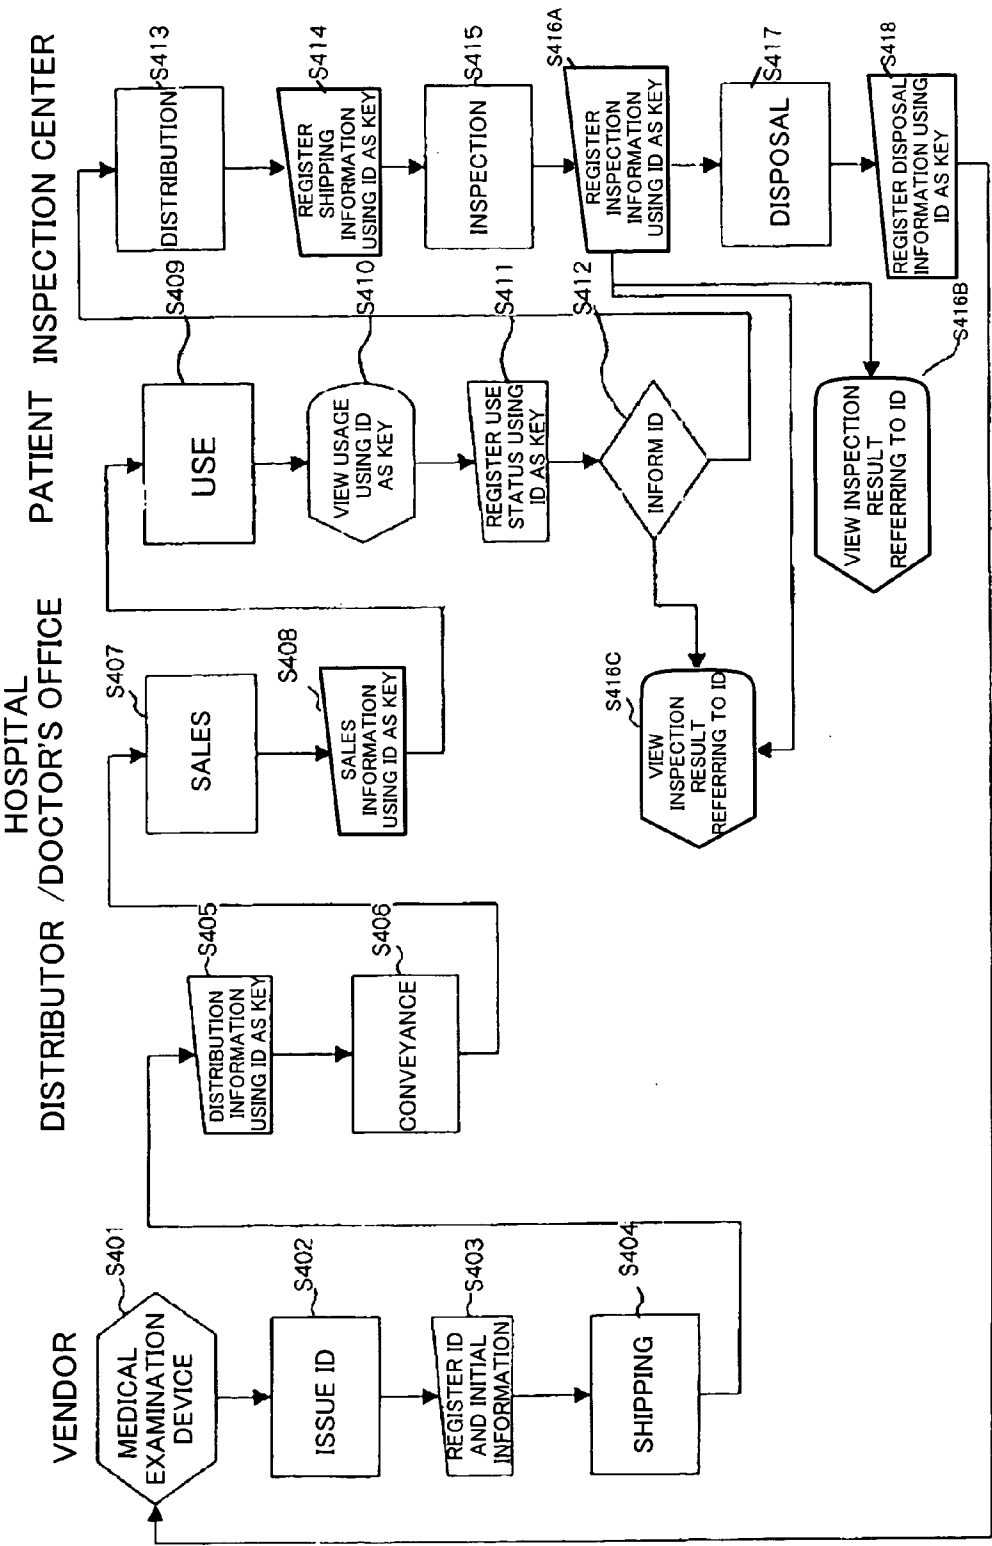 VENDOR
DISTRIBUTOR
HOSPITAL
/DOCTOR'S OFFICE
PATIENT
INSPECTION CENTER
S401
MEDICAL
EXAMINATION
DEVICE
S402
ISSUE ID
S403
REGISTER ID
AND INITIAL
INFORMATION
S404
SHIPPING
S405
DISTRIBUTION
INFORMATION
USING ID AS KEY
S406
CONVEYANCE
S407
SALES
S408
SALES
INFORMATION
USING ID AS KEY
S409
USE
S410
VIEW USAGE
USING ID
AS KEY
S411
REGISTER USE
STATUS USING
ID AS KEY
S412
INFORM ID
S416C
VIEW
INSPECTION
RESULT
REFERRING TO ID
S413
DISTRIBUTION
S414
REGISTER
SHIPPING
INFORMATION
USING ID AS KEY
S415
INSPECTION
S416A
REGISTER
INSPECTION
INFORMATION
USING ID AS KEY
S417
DISPOSAL
S418
REGISTER DISPOSAL
INFORMATION USING
ID AS KEY
S416B
VIEW INSPECTION
RESULT
REFERRING TO ID